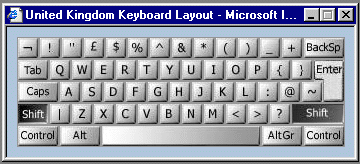 United Kingdom Keyboard Layout - Microsoft I...
¬ ! " £ $ % ^ & * ( ) _ + BackSp
Tab Q W E R T Y U I O P { } Enter
Caps A S D F G H J K L : @ ~
Shift | Z X C V B N M < > ? Shift
Control Alt AltGr Control